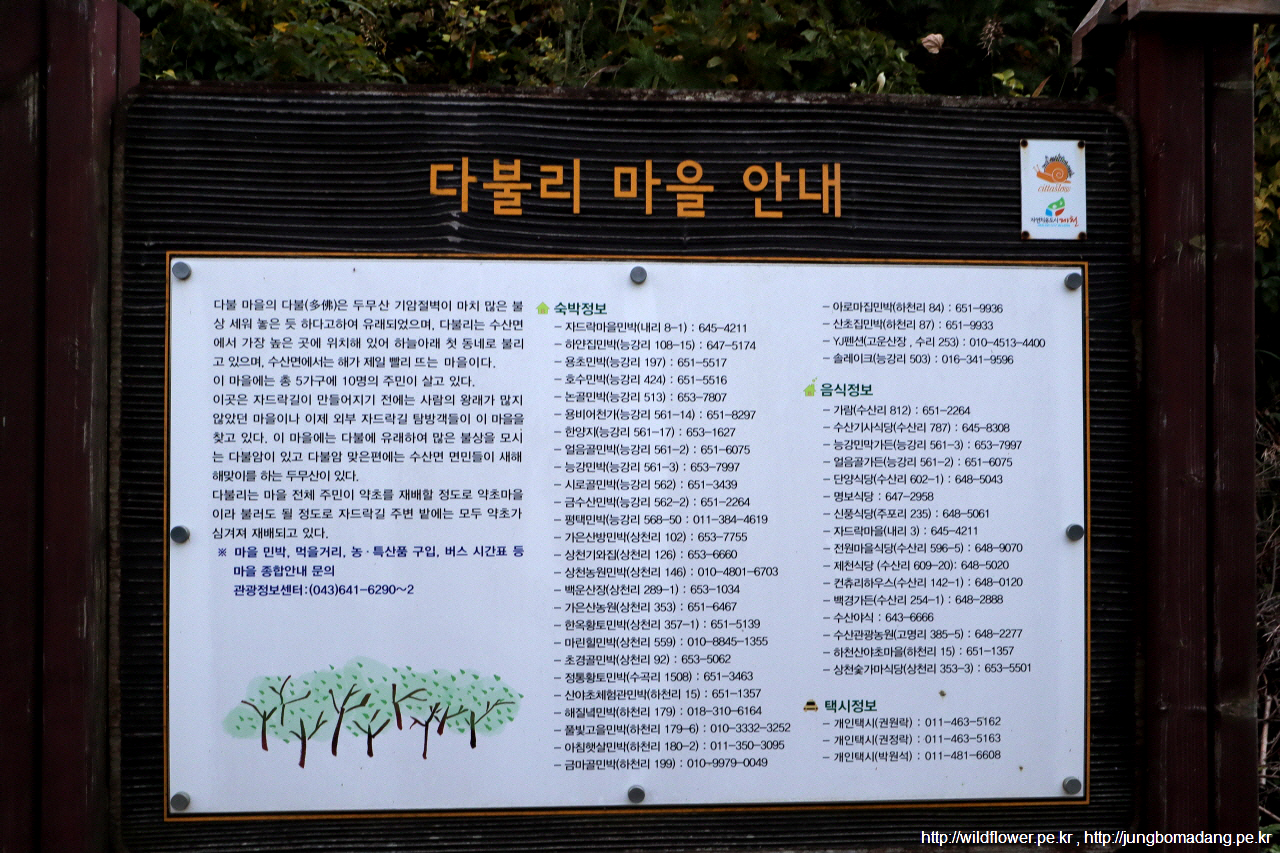 다불리 마을 안내
cittaslow
자연치유도시 제천
다불 마을의 다불(多佛)은 두무산 기암절벽이 마치 많은 불
상 세워 놓은 듯 하다고하여 유래되었으며, 다불리는 수산면
에서 가장 높은 곳에 위치해 있어 하늘아래 첫 동네로 불리
고 있으며, 수산면에서는 해가 제일 빨리 뜨는 마을이다.
이 마을에는 총 5가구에 10명의 주민이 살고 있다.
이곳은 자드락길이 만들어지기 전에는 사람의 왕래가 많지
않았던 마을이나 이제 외부 자드락길 탐방객들이 이 마을을
찾고 있다. 이 마을에는 다불에 유래하여 많은 불상을 모시
는 다불암이 있고 다불암 맞은편에는 수산면 면민들이 새해
해맞이를 하는 두무산이 있다.
다불리는 마을 전체 주민이 약초를 재배할 정도로 약초마을
이라 불러도 될 정도로 자드락길 주변 밭에는 모두 약초가
심겨져 재배되고 있다.
※ 마을 민박, 먹을거리, 농·특산품 구입, 버스 시간표 등
마을 종합안내 문의
관광정보센터:(043)641-6290~2
숙박정보
- 자드락마을민박(내리 8-1) : 645-4211
- 하얀집민박(능강리 108-15) : 647-5174
- 용초민박(능강리 197) : 651-5517
- 호수민박(능강리 424) : 651-5516
- 논골민박(능강리 513) : 653-7807
- 용비어천가(능강리 561-14) : 651-8297
- 한양지(능강리 561-17) : 653-1627
- 얼음골민박(능강리 561-2) : 651-6075
- 능강민박(능강리 561-3) : 653-7997
- 시로골민박(능강리 562) : 651-3439
- 금수산민박(능강리 562-2) : 651-2264
- 평택민박(능강리 568-50 : 011-384-4619
- 가은산방민박(상천리 102) : 653-7755
- 상천기와집(상천리 126) : 653-6660
- 상천농원민박(상천리 146) : 010-4801-6703
- 백운산장(상천리 289-1) : 653-1034
- 가은산농원(상천리 353) : 651-6467
- 한옥황토민박(상천리 357-1) : 651-5139
- 마린힐민박(상천리 559) : 010-8845-1355
- 초경골민박(상천리 92) : 653-5062
- 정통황토민박(수곡리 1508) : 651-3463
- 산야초체험관민박(하천리 15) : 651-1357
- 해질녘민박(하천리 179) : 018-310-6164
- 풀빛고을민박(하천리 179-6) : 010-3332-3252
- 아침햇살민박(하천리 180-2) : 011-350-3095
- 금마골민박(하천리 199) : 010-9979-0049
- 아로마집민박(하천리 84) : 651-9936
- 산초집민박(하천리 87) : 651-9933
- YJ펜션(고운산장 , 수리 253) : 010-4513-4400
- 솔레이크(능강리 503) : 016-341-9596
음식정보
- 가람(수산리 812) : 651-2264
- 수산기사식당(수산리 787) : 645-8308
- 능강민막가든(능강리 561-3) : 653-7997
- 얼음골가든(능강리 561-2) : 651-6075
- 단양식당(수산리 602-1) : 648-5043
- 명보식당 : 647-2958
- 신풍식당(주포리 235) : 648-5061
- 자드락마을(내리 3) : 645-4211
- 전원마을식당(수산리 596-5) : 648-9070
- 제천식당 (수산리 609-20): 648-5020
- 컨츄리하우스(수산리 142-1) : 648-0120
- 백경가든(수산리 254-1) : 648-2888
- 수산야식 : 643-6666
- 수산관광농원(고명리 385-5) : 648-2277
- 하천산야초마을(하천리 15) : 651-1357
- 상천숯가마식당(상천리 353-3) : 653-5501
택시정보
- 개인택시(권원락) : 011-463-5162
- 개인택시(권정락) : 011-463-5163
- 개인택시(박원석) : 011-481-6608
http://wildflower.pe.kr , http://jungbomadang.pe.kr